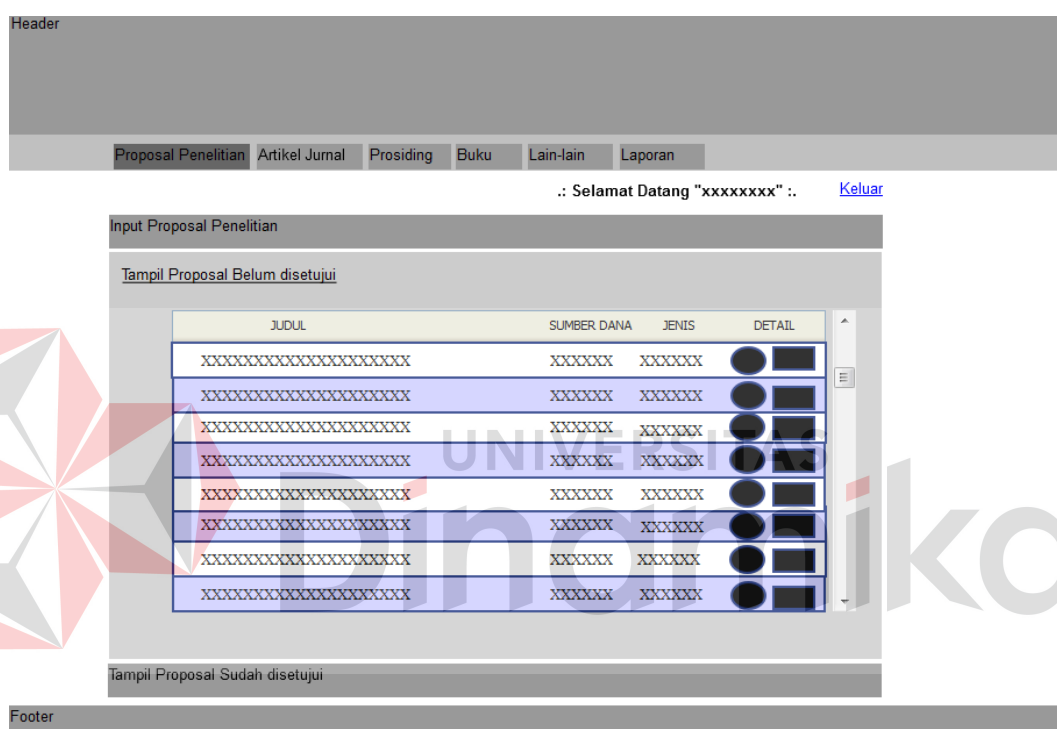 Header
Proposal Penelitian Artikel Jurnal Prosiding Buku Lain-lain Laporan
.: Selamat Datang "xxxxxxxx" :. Keluar
Input Proposal Penelitian
Tampil Proposal Belum disetujui
JUDUL SUMBER DANA JENIS DETAIL
XXXXXXXXXXXXXXXXXXXX XXXXXX XXXXXX
XXXXXXXXXXXXXXXXXXXX XXXXXX XXXXXX
XXXXXXXXXXXXXXXXXXXX XXXXXX XXXXXX
UNIVERSITAS
XXXXXXXXXXXXXXXXXXXX XXXXXX XXXXXX
XXXXXXXXXXXXXXXXXXXX XXXXXX XXXXXX
XXXXXXXXXXXXXXXXXXXX XXXXXX XXXXXX
Dinamika
XXXXXXXXXXXXXXXXXXXX XXXXXX XXXXXX
XXXXXXXXXXXXXXXXXXXX XXXXXX XXXXXX
Tampil Proposal Sudah disetujui
Footer